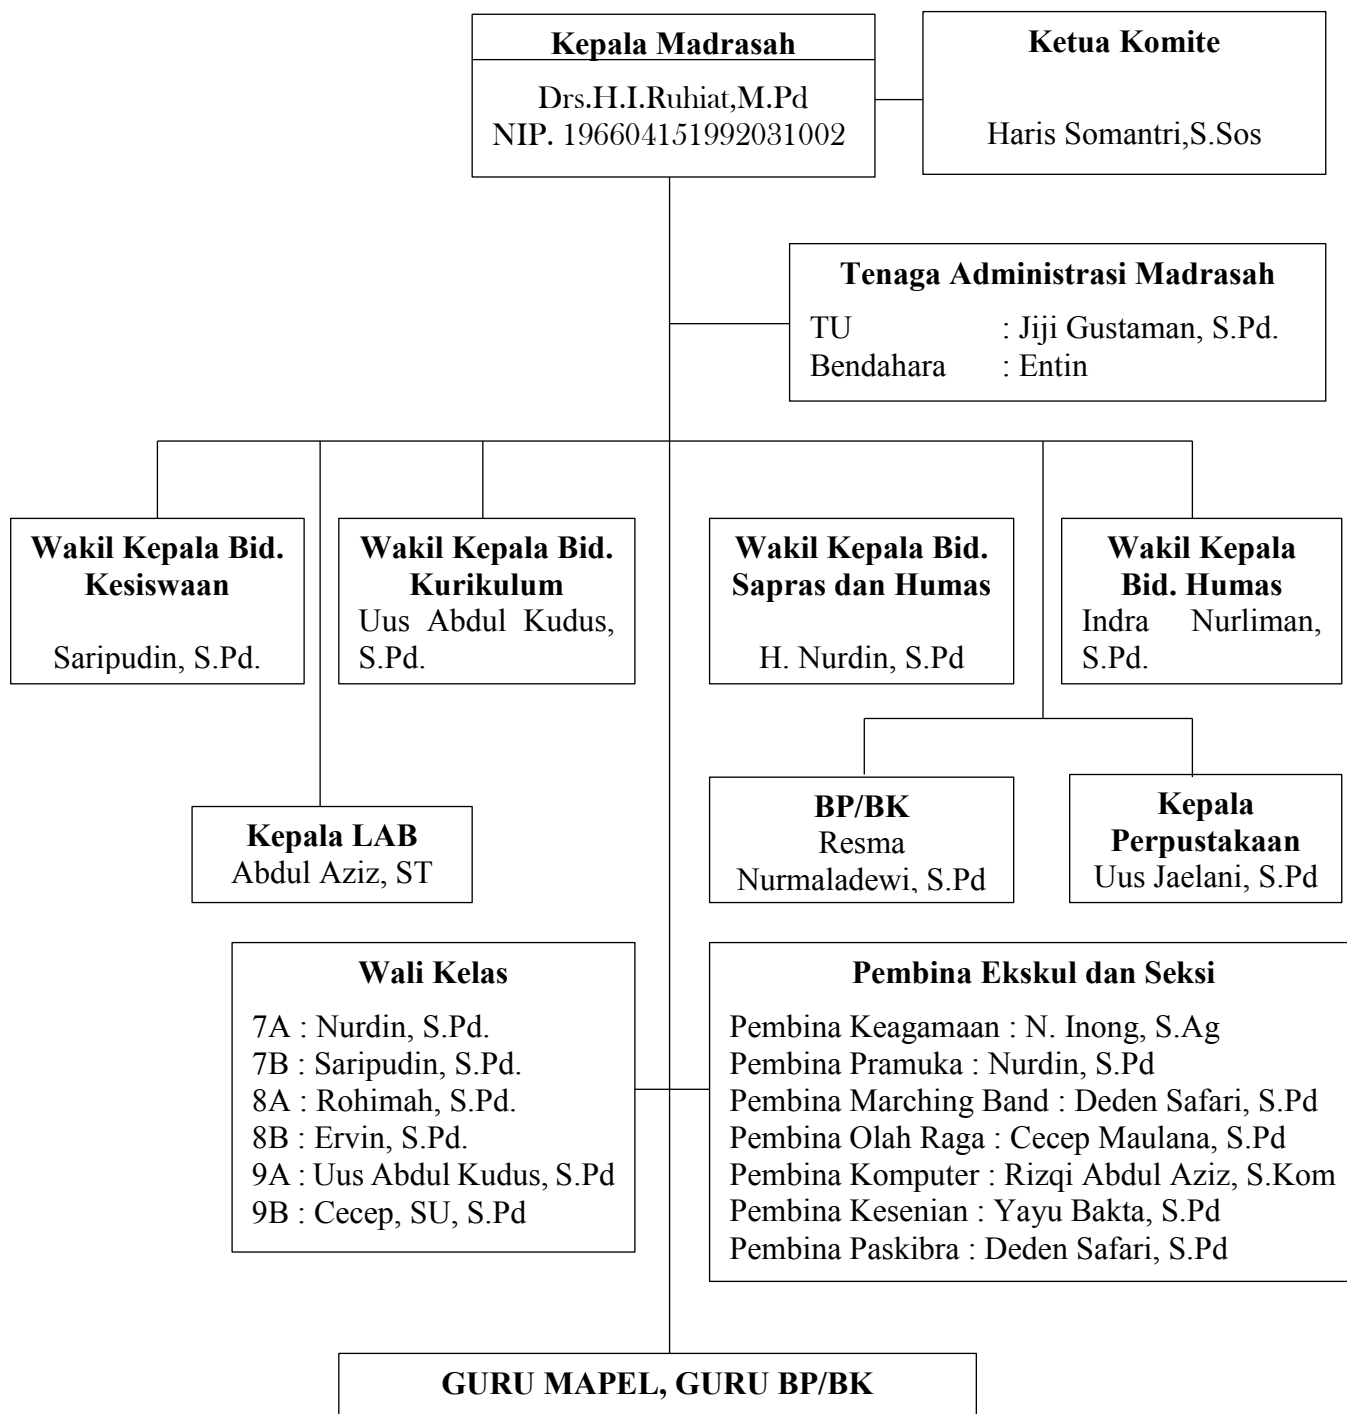 Kepala Madrasah
Drs.H.I.Ruhiat,M.Pd
NIP. 196604151992031002
Ketua Komite
Haris Somantri,S.Sos
Tenaga Administrasi Madrasah
TU : Jiji Gustaman, S.Pd.
Bendahara : Entin
Wakil Kepala Bid.
Kesiswaan
Saripudin, S.Pd.
Wakil Kepala Bid.
Kurikulum
Uus Abdul Kudus,
S.Pd.
Wakil Kepala Bid.
Sapras dan Humas
H. Nurdin, S.Pd
Wakil Kepala
Bid. Humas
Indra Nurliman,
S.Pd.
Kepala LAB
Abdul Aziz, ST
BP/BK
Resma
Nurmaladewi, S.Pd
Kepala
Perpustakaan
Uus Jaelani, S.Pd
Wali Kelas
7A : Nurdin, S.Pd.
7B : Saripudin, S.Pd.
8A : Rohimah, S.Pd.
8B : Ervin, S.Pd.
9A : Uus Abdul Kudus, S.Pd
9B : Cecep, SU, S.Pd
Pembina Ekskul dan Seksi
Pembina Keagamaan : N. Inong, S.Ag
Pembina Pramuka : Nurdin, S.Pd
Pembina Marching Band : Deden Safari, S.Pd
Pembina Olah Raga : Cecep Maulana, S.Pd
Pembina Komputer : Rizqi Abdul Aziz, S.Kom
Pembina Kesenian : Yayu Bakta, S.Pd
Pembina Paskibra : Deden Safari, S.Pd
GURU MAPEL, GURU BP/BK